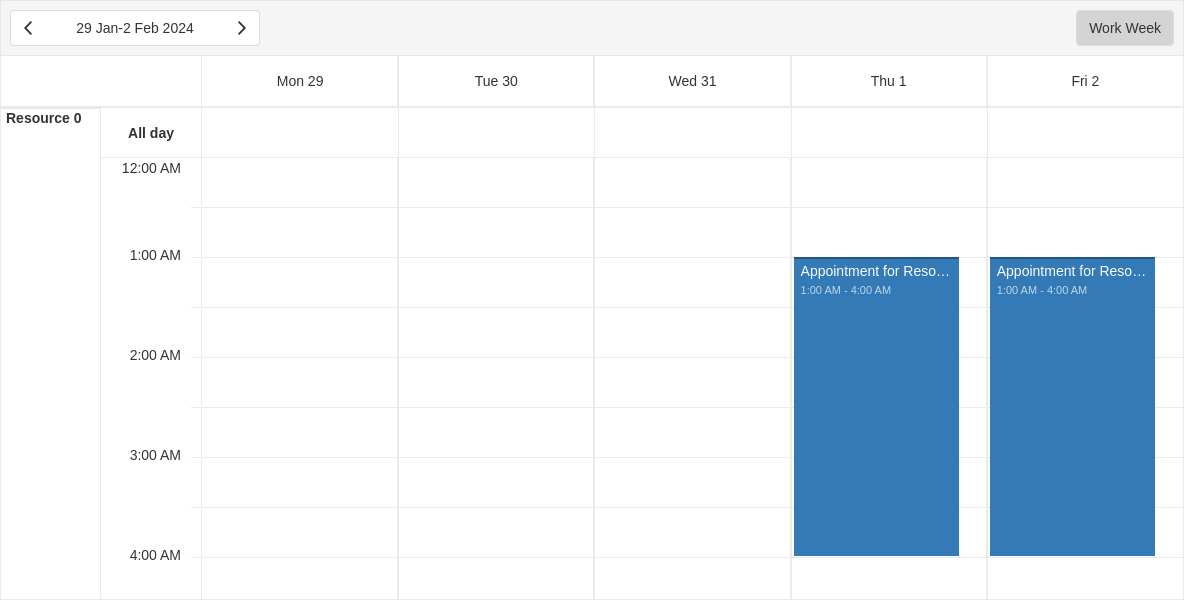 29 Jan-2 Feb 2024
Work Week
Mon 29
Tue 30
Wed 31
Thu 1
Fri 2
Resource 0
All day
12:00 AM
1:00 AM
Appointment for Reso…
1:00 AM - 4:00 AM
Appointment for Reso…
1:00 AM - 4:00 AM
2:00 AM
3:00 AM
4:00 AM